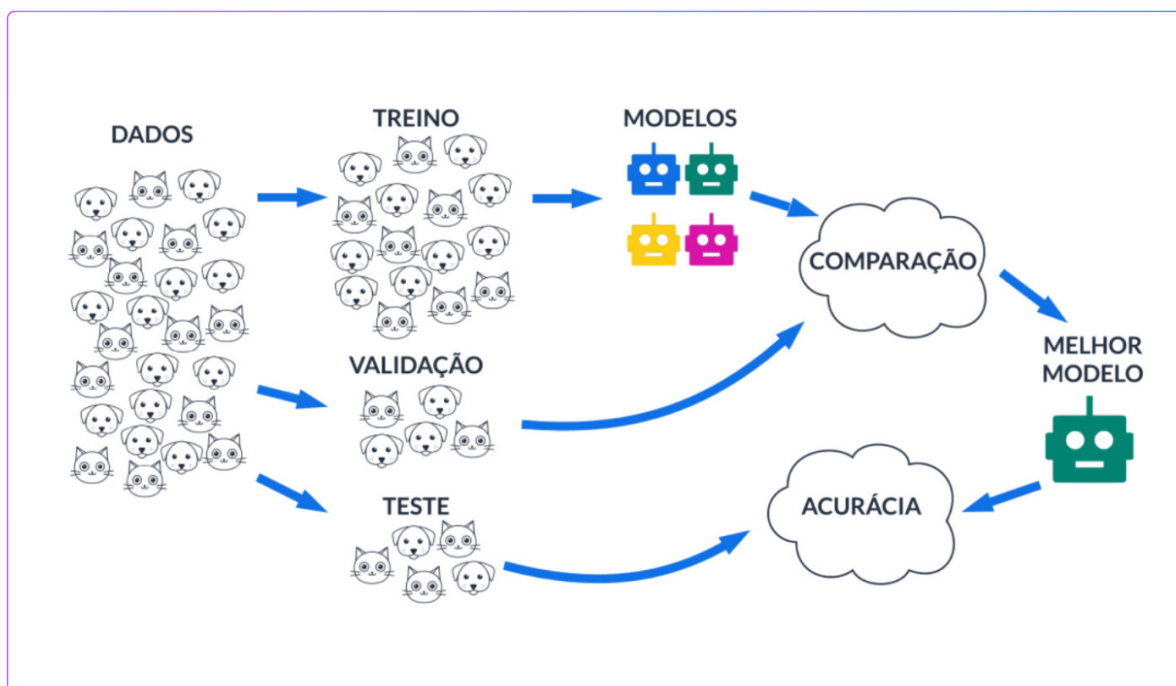 DADOS
TREINO
MODELOS
COMPARAÇÃO
VALIDAÇÃO
MELHOR
MODELO
TESTE
ACURÁCIA